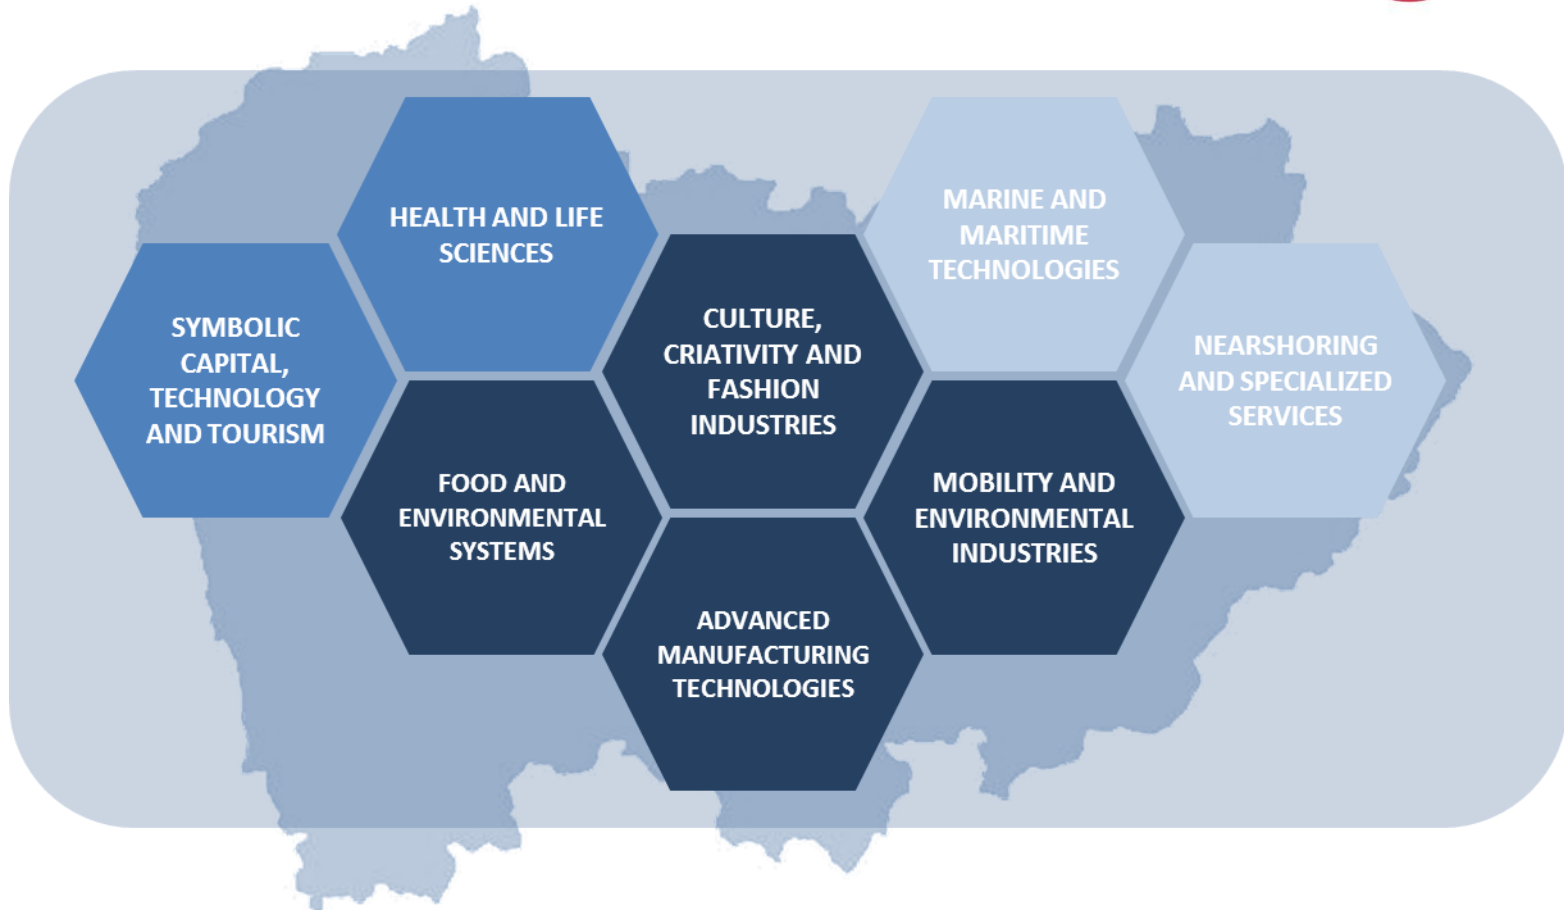 HEALTH AND LIFE
SCIENCES
MARINE AND
MARITIME
TECHNOLOGIES
SYMBOLIC
CAPITAL,
TECHNOLOGY
AND TOURISM
CULTURE,
CRIATIVITY AND
FASHION
INDUSTRIES
NEARSHORING
AND SPECIALIZED
SERVICES
FOOD AND
ENVIRONMENTAL
SYSTEMS
MOBILITY AND
ENVIRONMENTAL
INDUSTRIES
ADVANCED
MANUFACTURING
TECHNOLOGIES